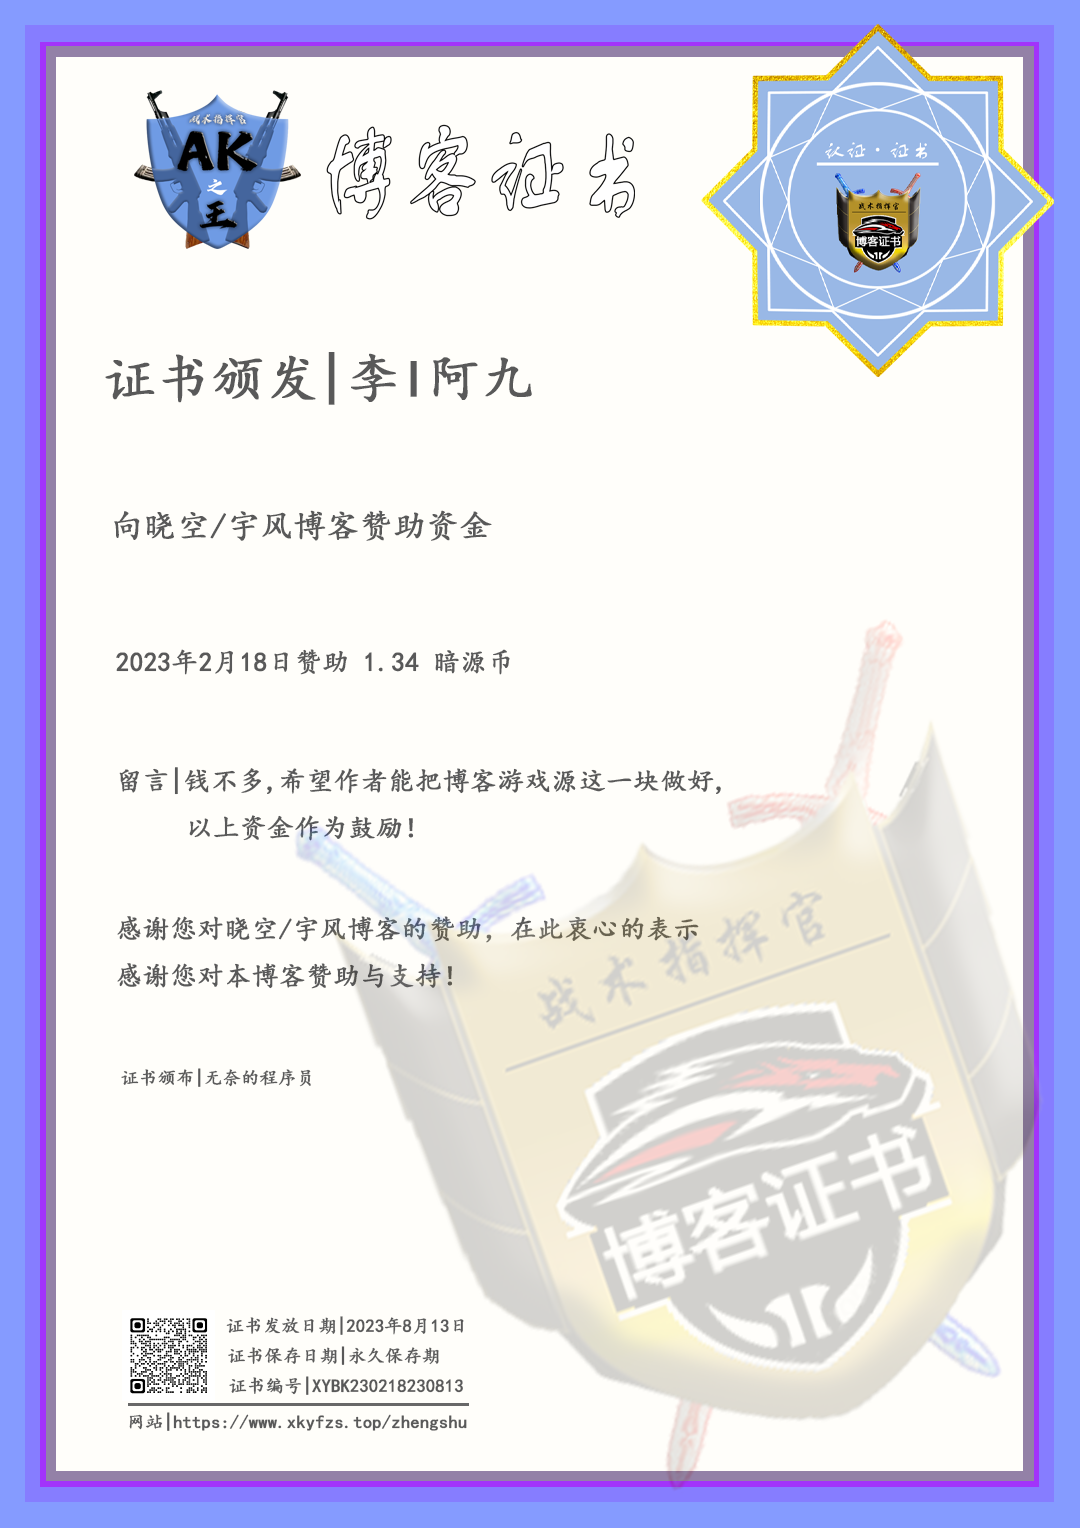 战术指挥官
AK
之
王
博客证书
认证·证书
战术指挥官
博客证书
证书颁发|李I阿九
向晓空/宇风博客赞助资金
2023年2月18日赞助 1.34 暗源币
留言|钱不多,希望作者能把博客游戏源这一块做好,
以上资金作为鼓励!
感谢您对晓空/宇风博客的赞助，在此衷心的表示
感谢您对本博客赞助与支持!
战术指挥官
博客证书
证书颁布|无奈的程序员
证书发放日期|2023年8月13日
证书保存日期|永久保存期
证书编号|XYBK230218230813
网站|https://www.xkyfzs.top/zhengshu